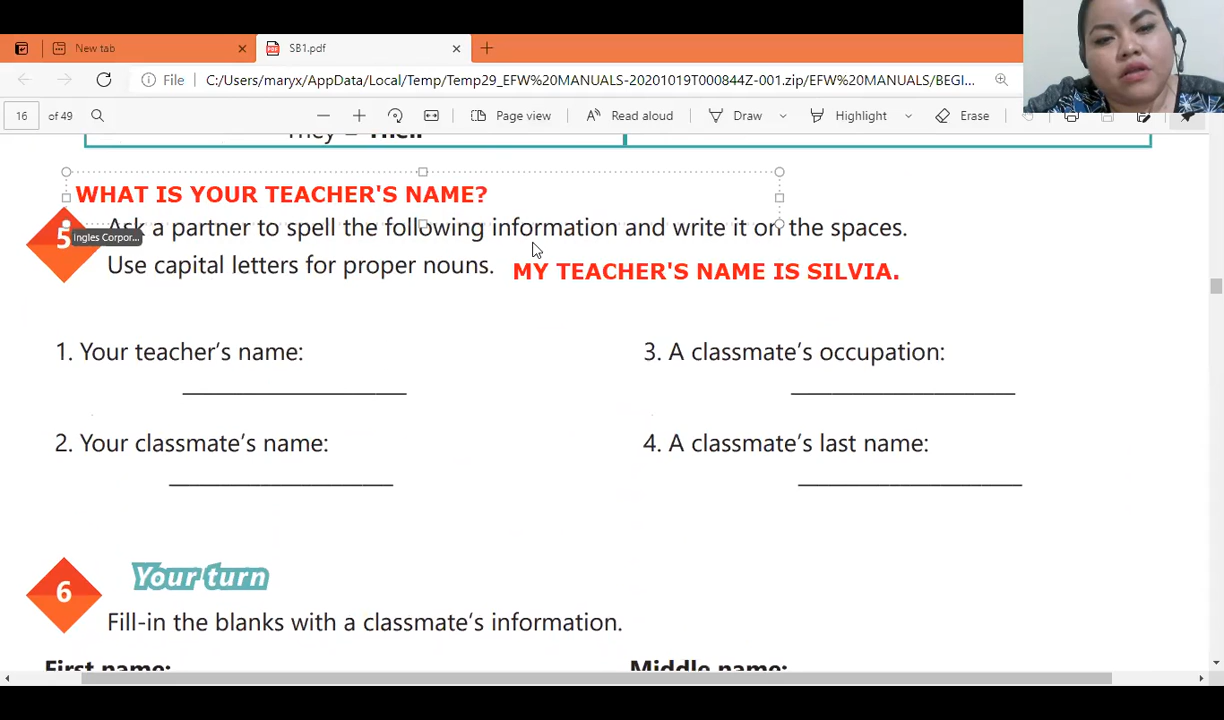 New tab
SB1.pdf
File
C:/Users/maryx/AppData/Local/Temp/Temp29_EFW%20MANUALS-20201019T000844Z-001.zip/EFW%20MANUALS/BEGI...
16 of 49
Page view
Read aloud
Draw
Highlight
Erase
WHAT IS YOUR TEACHER'S NAME?
5
Ingles Corpor...
Ask a partner to spell the following information and write it on the spaces.
Use capital letters for proper nouns.
MY TEACHER'S NAME IS SILVIA.
1. Your teacher's name:
3. A classmate's occupation:
2. Your classmate's name:
4. A classmate's last name:
6
Your turn
Fill-in the blanks with a classmate's information.
First name:
Middle name: